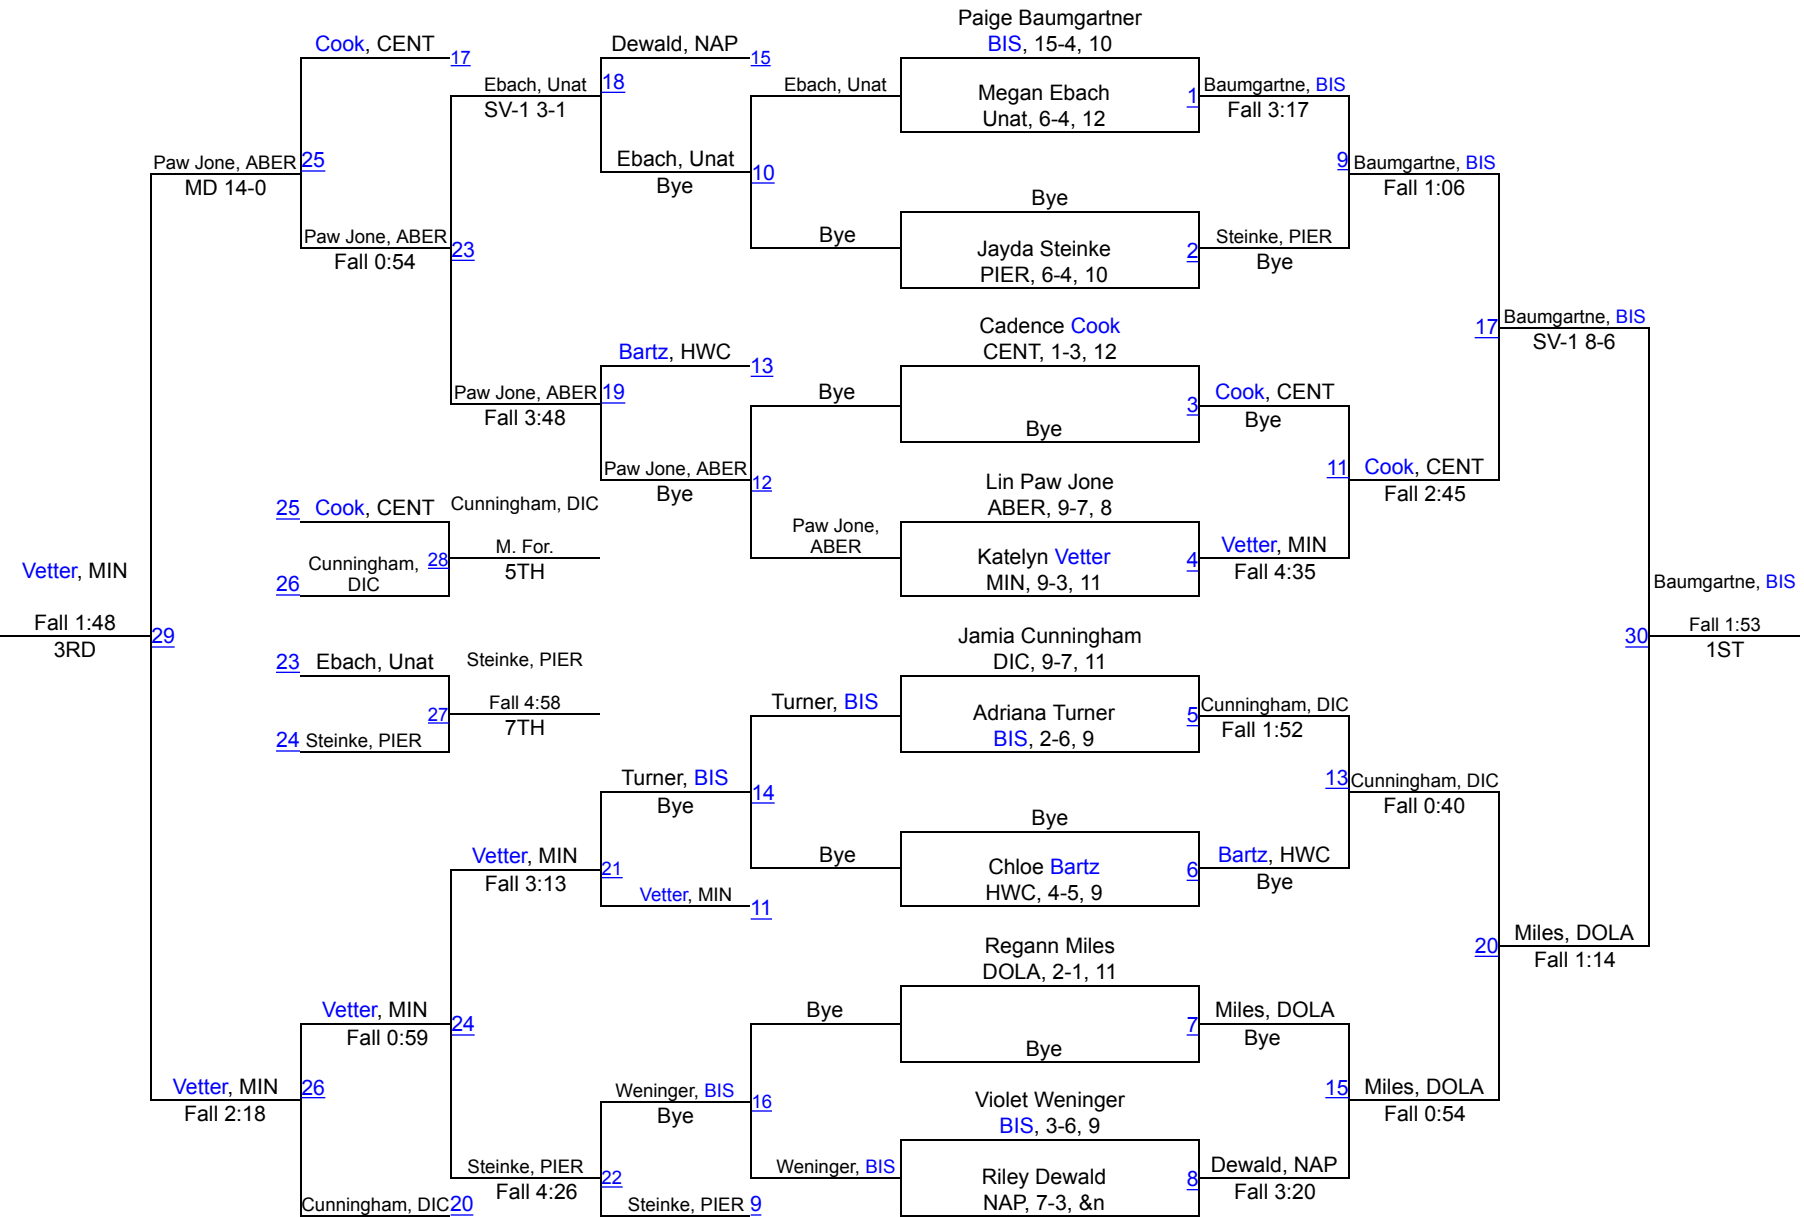 Paige Baumgartner
Cook, CENT
17
Dewald, NAP
15
BIS, 15-4, 10
Ebach, Unat
18
Ebach, Unat
Megan Ebach
1
Baumgartne, BIS
SV-1 3-1
Unat, 6-4, 12
Fall 3:17
Paw Jone, ABER
25
Ebach, Unat
10
9
Baumgartne, BIS
MD 14-0
Bye
Fall 1:06
Bye
Paw Jone, ABER
23
Bye
Jayda Steinke
2
Steinke, PIER
Fall 0:54
PIER, 6-4, 10
Bye
Cadence Cook
17
Baumgartne, BIS
Bartz, HWC
13
CENT, 1-3, 12
SV-1 8-6
Paw Jone, ABER
19
Bye
3
Cook, CENT
Fall 3:48
Bye
Bye
Paw Jone, ABER
12
Lin Paw Jone
11
Cook, CENT
Bye
ABER, 9-7, 8
Fall 2:45
25
Cook, CENT
Cunningham, DIC
Paw Jone,
ABER
Vetter, MIN
M. For.
28
Cunningham,
DIC
5TH
Katelyn Vetter
4
Vetter, MIN
MIN, 9-3, 11
Fall 4:35
26
Baumgartne, BIS
Fall 1:48
29
3RD
Jamia Cunningham
30
Fall 1:53
1ST
23
Ebach, Unat
Steinke, PIER
DIC, 9-7, 11
Fall 4:58
27
7TH
Turner, BIS
Adriana Turner
5
Cunningham, DIC
24
Steinke, PIER
BIS, 2-6, 9
Fall 1:52
Turner, BIS
14
13
Cunningham, DIC
Bye
Fall 0:40
Bye
Vetter, MIN
21
Bye
Chloe Bartz
6
Bartz, HWC
Fall 3:13
HWC, 4-5, 9
Bye
Vetter, MIN
11
Regann Miles
20
Miles, DOLA
DOLA, 2-1, 11
Fall 1:14
Vetter, MIN
24
Bye
7
Miles, DOLA
Fall 0:59
Bye
Bye
Vetter, MIN
26
Weninger, BIS
16
Violet Weninger
15
Miles, DOLA
Fall 2:18
Bye
BIS, 3-6, 9
Fall 0:54
Steinke, PIER
22
Weninger, BIS
Riley Dewald
8
Dewald, NAP
Fall 4:26
NAP, 7-3, &n
Fall 3:20
Cunningham, DIC
20
Steinke, PIER
9